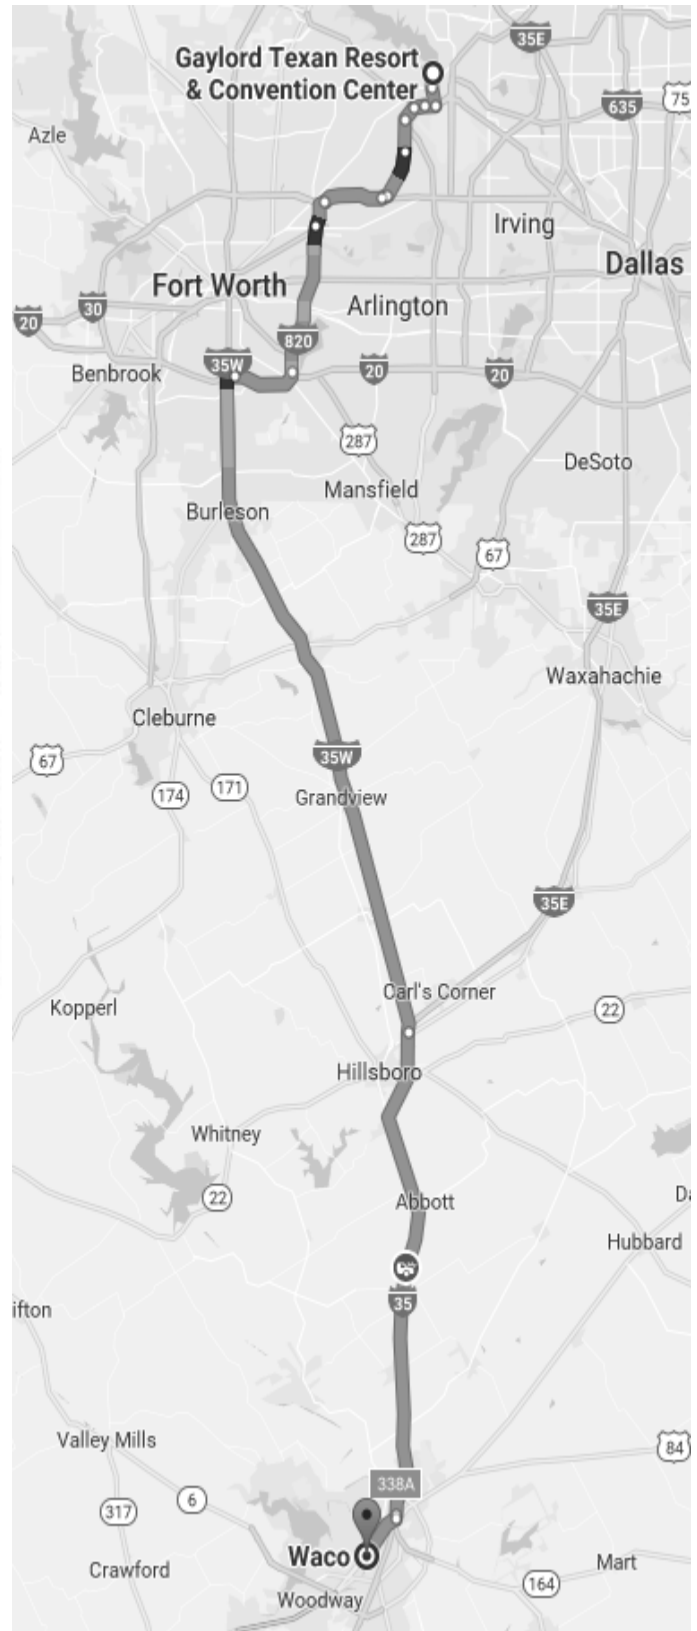 35E
Gaylord Texan Resort
& Convention Center
75
635
Azle
Irving
Dallas
Fort Worth
30
20
Arlington
820
35W
20
20
Benbrook
287
DeSoto
Mansfield
Burleson
287
67
35E
Waxahachie
Cleburne
67
35W
174
171
Grandview
35E
Carl's Corner
Kopperl
22
Hillsboro
Whitney
22
Abbott
Da
Hubbard
35
ifton
Valley Mills
84
338A
6
317
Waco
Crawford
Mart
164
Woodway